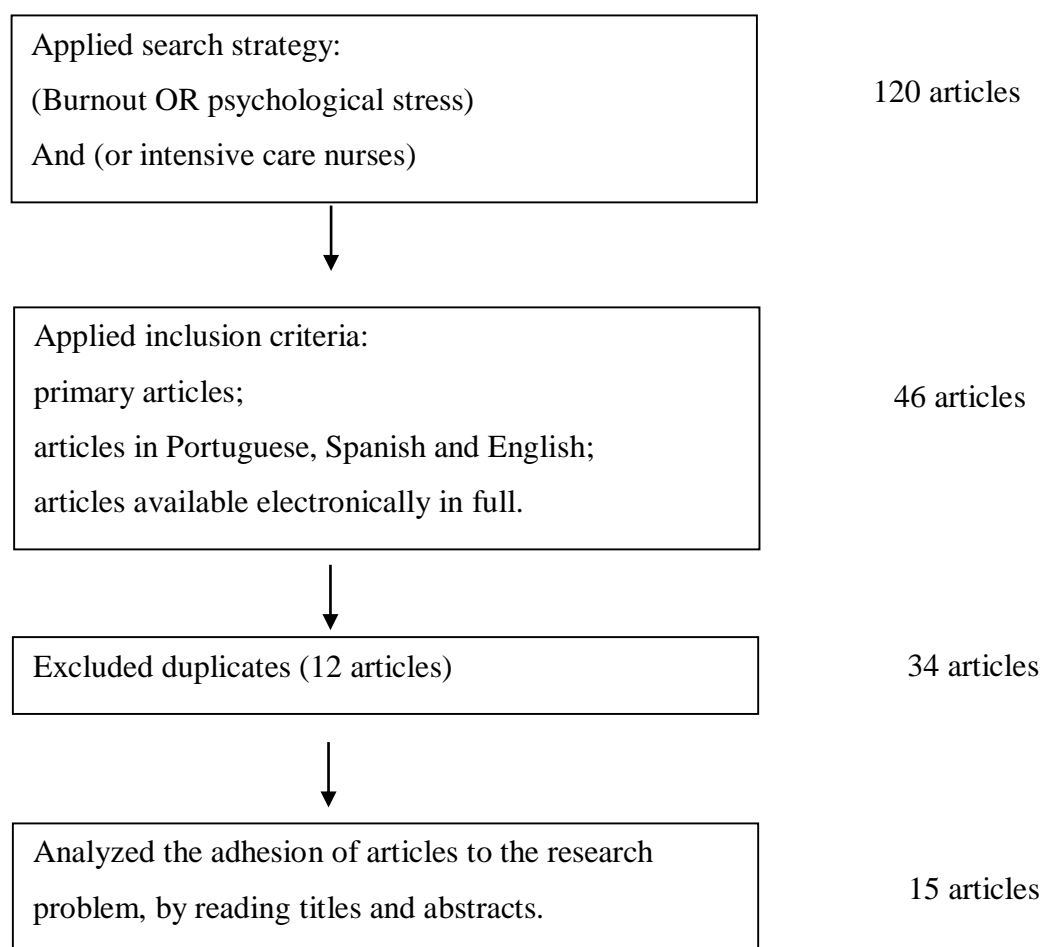 Applied search strategy:
(Burnout OR psychological stress)
And (or intensive care nurses)
120 articles
Applied inclusion criteria:
primary articles;
articles in Portuguese, Spanish and English;
articles available electronically in full.
46 articles
Excluded duplicates (12 articles)
34 articles
Analyzed the adhesion of articles to the research
problem, by reading titles and abstracts.
15 articles